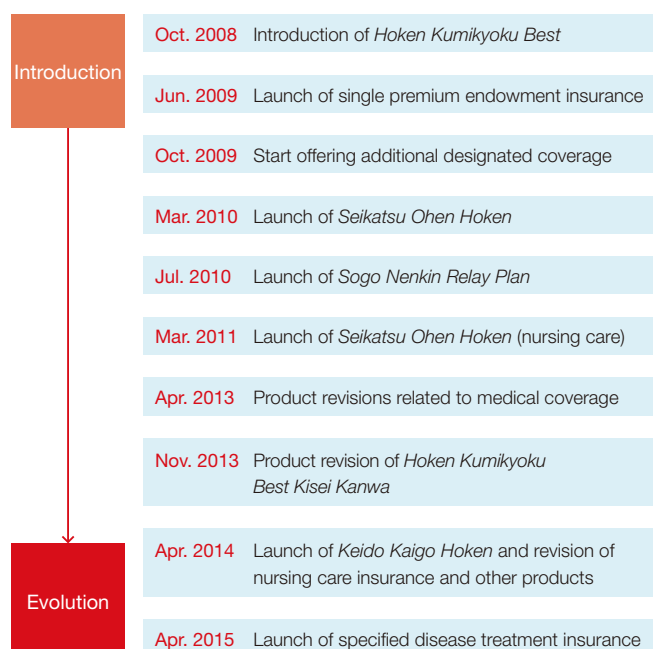 Introduction
Oct. 2008 Introduction of Hoken Kumikyoku Best
Jun. 2009 Launch of single premium endowment insurance
Oct. 2009 Start offering additional designated coverage
Mar. 2010 Launch of Seikatsu Ohen Hoken
Jul. 2010 Launch of Sogo Nenkin Relay Plan
Mar. 2011 Launch of Seikatsu Ohen Hoken (nursing care)
Apr. 2013 Product revisions related to medical coverage
Nov. 2013 Product revision of Hoken Kumikyoku
Best Kisei Kanwa
Evolution
Apr. 2014 Launch of Keido Kaigo Hoken and revision of
nursing care insurance and other products
Apr. 2015 Launch of specified disease treatment insurance